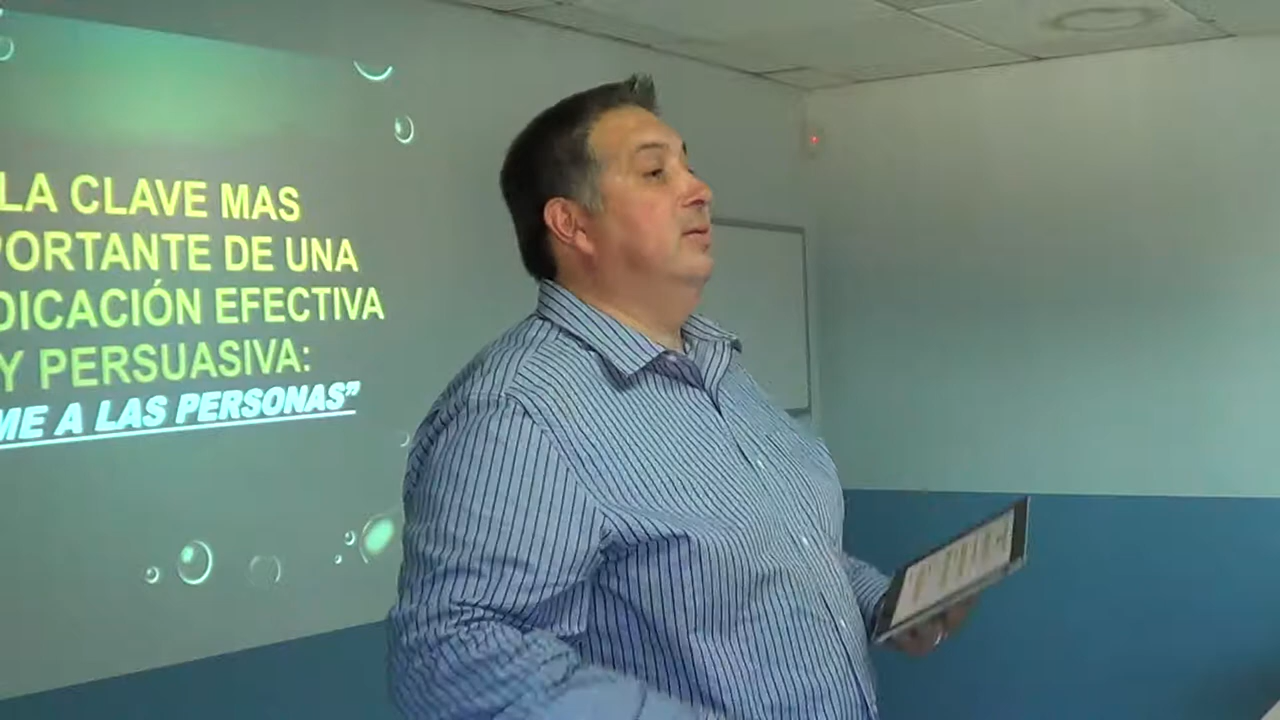 LA CLAVE MAS
PORTANTE DE UNA
DICACIÓN EFECTIVA
Y PERSUASIVA:
ME A LAS PERSONAS”